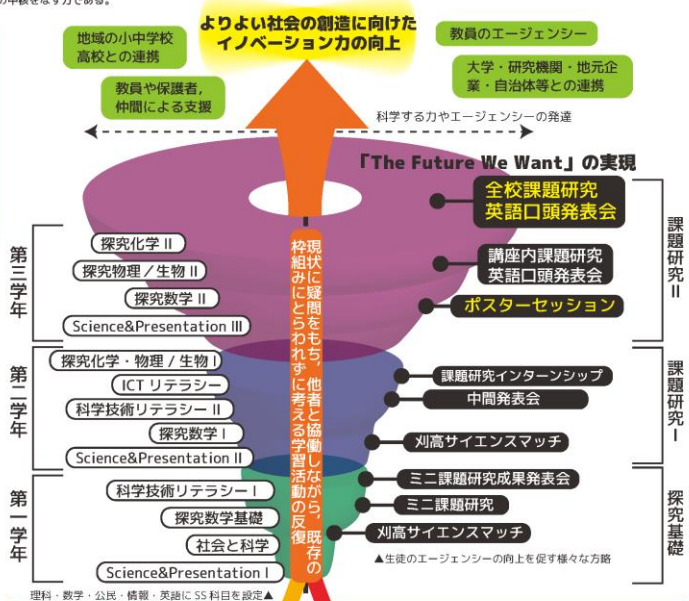 の中核をなす力である。
よりよい社会の創造に向けた
イノベーション力の向上
地域の小中学校
高校との連携
教員のエージェンシー
教員や保護者，
仲間による支援
大学・研究機関・地元企
業・自治体等との連携
科学する力やエージェンシーの発達
「The Future We Want」の実現
全校課題研究
英語口頭発表会
講座内課題研究
英語口頭発表会
ポスターセッション
課題研究Ⅱ
第三学年
探究化学 II
探究物理／生物 II
探究数学 II
Science&Presentation III
現状に疑問をもち，他者と協働しながら，既存の
枠組みにとらわれずに考える学習活動の反復
第二学年
探究化学・物理 / 生物 I
ICT リテラシー
科学技術リテラシー II
探究数学 I
Science&Presentation II
課題研究インターンシップ
中間発表会
刈高サイエンスマッチ
課題研究Ⅰ
第一学年
科学技術リテラシー I
探究数学基礎
社会と科学
Science&Presentation I
ミニ課題研究成果発表会
ミニ課題研究
刈高サイエンスマッチ
探究基礎
▲生徒のエージェンシーの向上を促す様々な方略
理科・数学・公民・情報・英語に SS 科目を設定▲